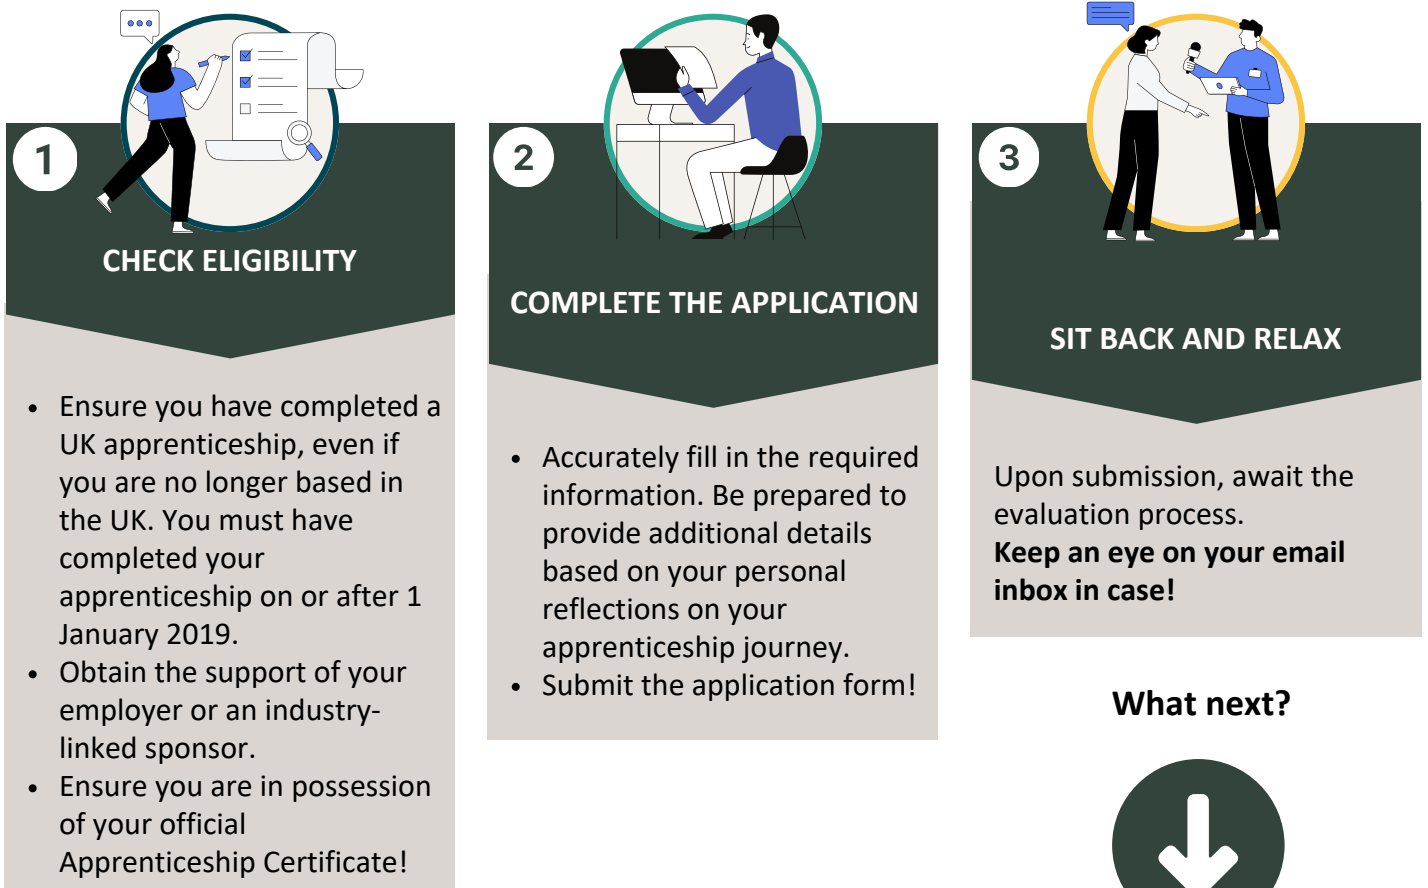 1
CHECK ELIGIBILITY
• Ensure you have completed a
UK apprenticeship, even if
you are no longer based in
the UK. You must have
completed your
apprenticeship on or after 1
January 2019.
• Obtain the support of your
employer or an industry-
linked sponsor.
• Ensure you are in possession
of your official
Apprenticeship Certificate!
2
COMPLETE THE APPLICATION
• Accurately fill in the required
information. Be prepared to
provide additional details
based on your personal
reflections on your
apprenticeship journey.
• Submit the application form!
3
SIT BACK AND RELAX
Upon submission, await the
evaluation process.
Keep an eye on your email
inbox in case!
What next?